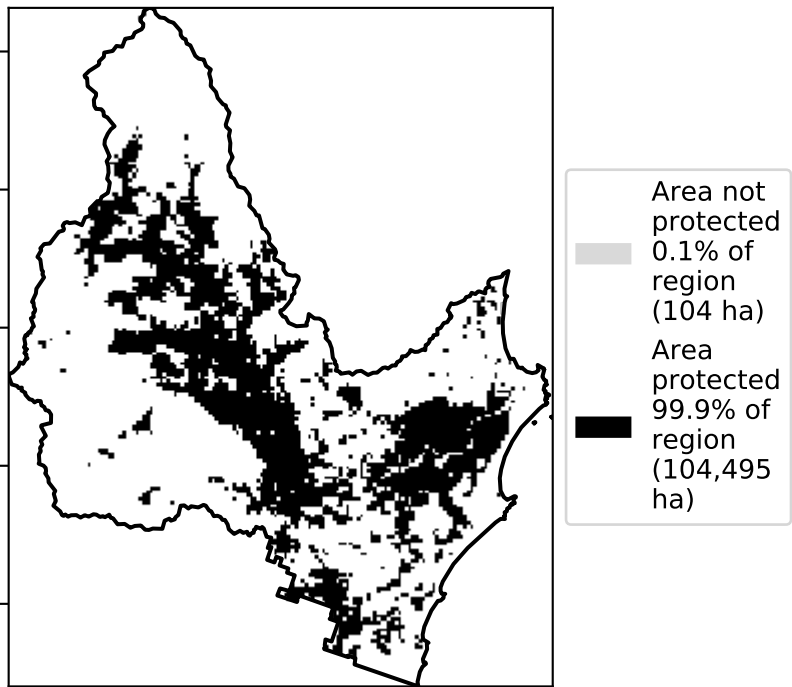 Area not
protected
0.1% of
region
(104 ha)
Area
protected
99.9% of
region
(104,495
ha)